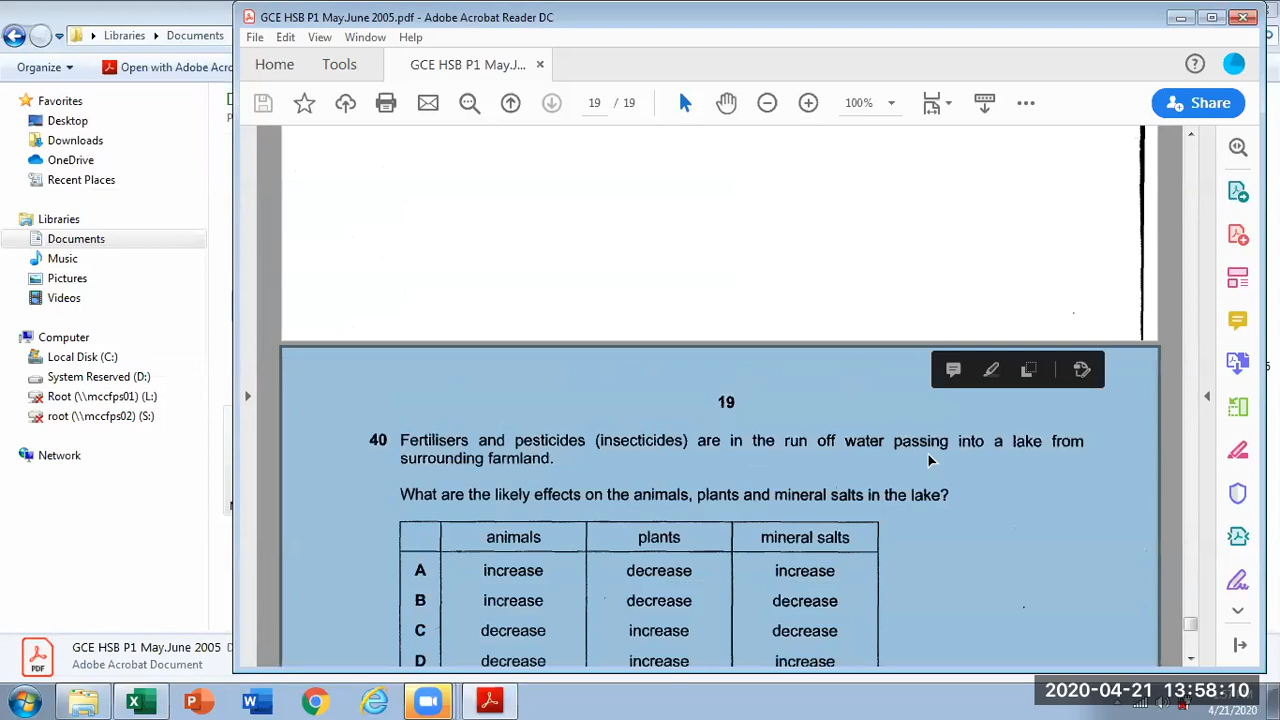 GCE HSB P1 May.June 2005.pdf - Adobe Acrobat Reader DC
Libraries
Documents
File Edit View Window Help
Organize
Open with Adobe Acro
Home Tools GCE HSB P1 May.J... ×
Favorites
Desktop
Downloads
OneDrive
Recent Places
19 / 19
100%
Share
Libraries
Documents
Music
Pictures
Videos
Computer
Local Disk (C:)
System Reserved (D:)
Root (\\mccfps01) (L:)
root (\\mccfps02) (S:)
Network
19
40 Fertilisers and pesticides (insecticides) are in the run off water passing into a lake from
surrounding farmland.
What are the likely effects on the animals, plants and mineral salts in the lake?
animals plants mineral salts
A increase decrease increase
B increase decrease decrease
C decrease increase decrease
D decrease increase increase
GCE HSB P1 May.June 2005
Adobe Acrobat Document
PDF
2020-04-21 13:58:10
4/21/2020